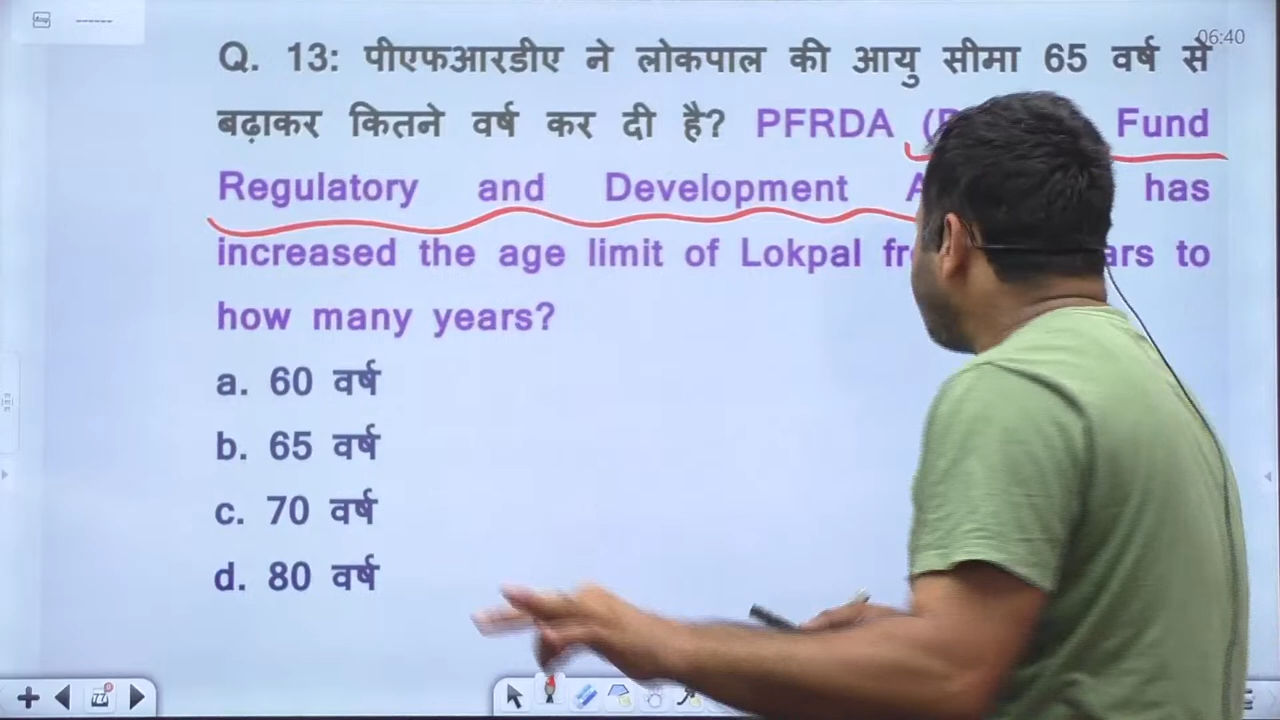 06:40
Q. 13: पीएफआरडीए ने लोकपाल की आयु सीमा 65 वर्ष से
बढ़ाकर कितने वर्ष कर दी है? PFRDA Fund
Regulatory and Development has
increased the age limit of Lokpal to
how many years?
a. 60 वर्ष
b. 65 वर्ष
c. 70 वर्ष
d. 80 वर्ष